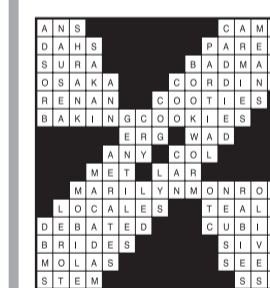 ANS CAM
DAHS PARE
SURA BADMA
OSAKA CORDIN
RENAN COOTIES
BAKINGCOOKIES
ERG WAD
ANY COL
MET LAR
MARILYNMONRO
LOCALES TEAL
DEBATED CUBI
BRIDES SIV
MOLAS SEE
STEM SS